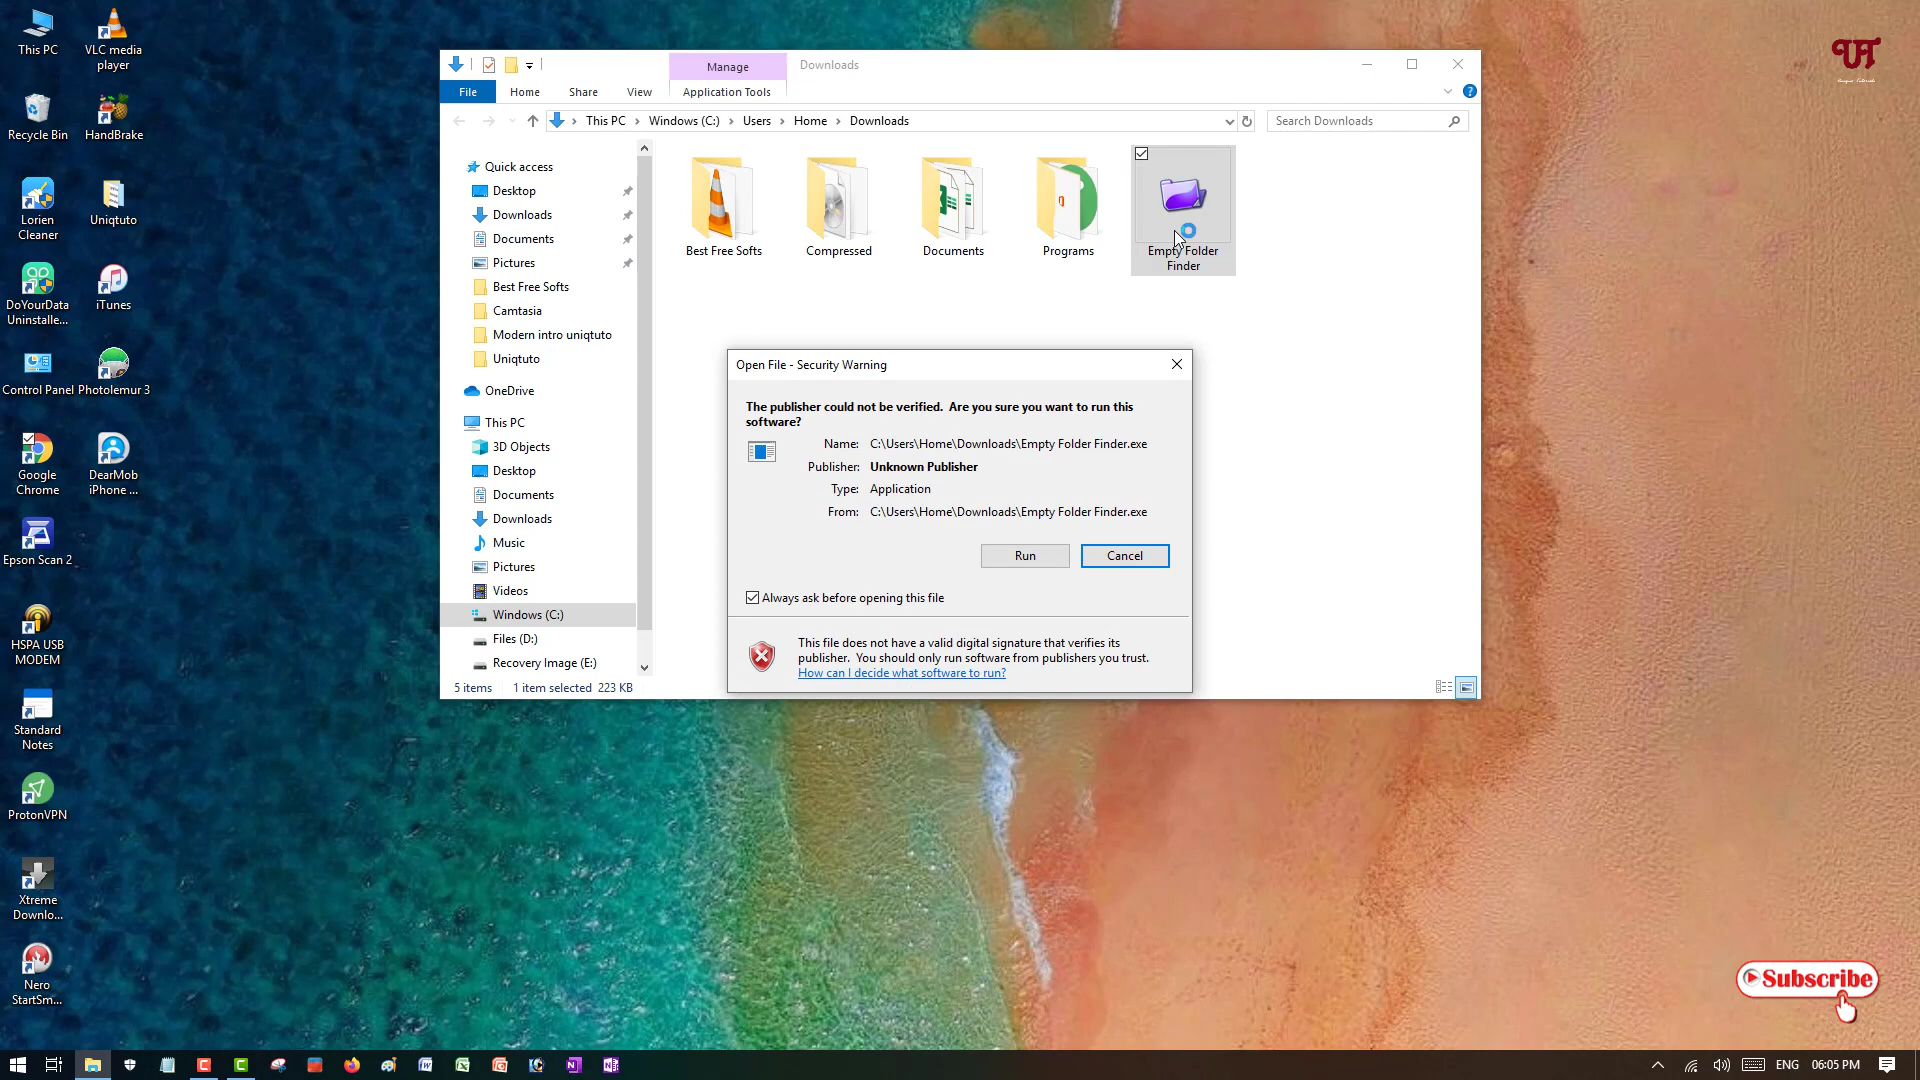 This PC
VLC media
player
Recycle Bin
HandBrake
Lorien
Cleaner
Uniqtuto
DoYourData
Uninstalle...
iTunes
Control Panel
Photolemur 3
Google
Chrome
DearMob
iPhone ...
Epson Scan 2
HSPA USB
MODEM
Standard
Notes
ProtonVPN
Xtreme
Downlo...
Nero
StartSm...
Manage
Downloads
File
Home
Share
View
Application Tools
This PC
Windows (C:)
Users
Home
Downloads
Search Downloads
Quick access
Desktop
Downloads
Documents
Pictures
Best Free Softs
Camtasia
Modern intro uniqtuto
Uniqtuto
OneDrive
This PC
3D Objects
Desktop
Documents
Downloads
Music
Pictures
Videos
Windows (C:)
Files (D:)
Recovery Image (E:)
Best Free Softs
Compressed
Documents
Programs
Empty Folder
Finder
Open File - Security Warning
The publisher could not be verified. Are you sure you want to run this
software?
Name: C:\Users\Home\Downloads\Empty Folder Finder.exe
Publisher: Unknown Publisher
Type: Application
From: C:\Users\Home\Downloads\Empty Folder Finder.exe
Run
Cancel
Always ask before opening this file
This file does not have a valid digital signature that verifies its
publisher. You should only run software from publishers you trust.
How can I decide what software to run?
5 items
1 item selected 223 KB
UT
Subscribe
ENG
06:05 PM